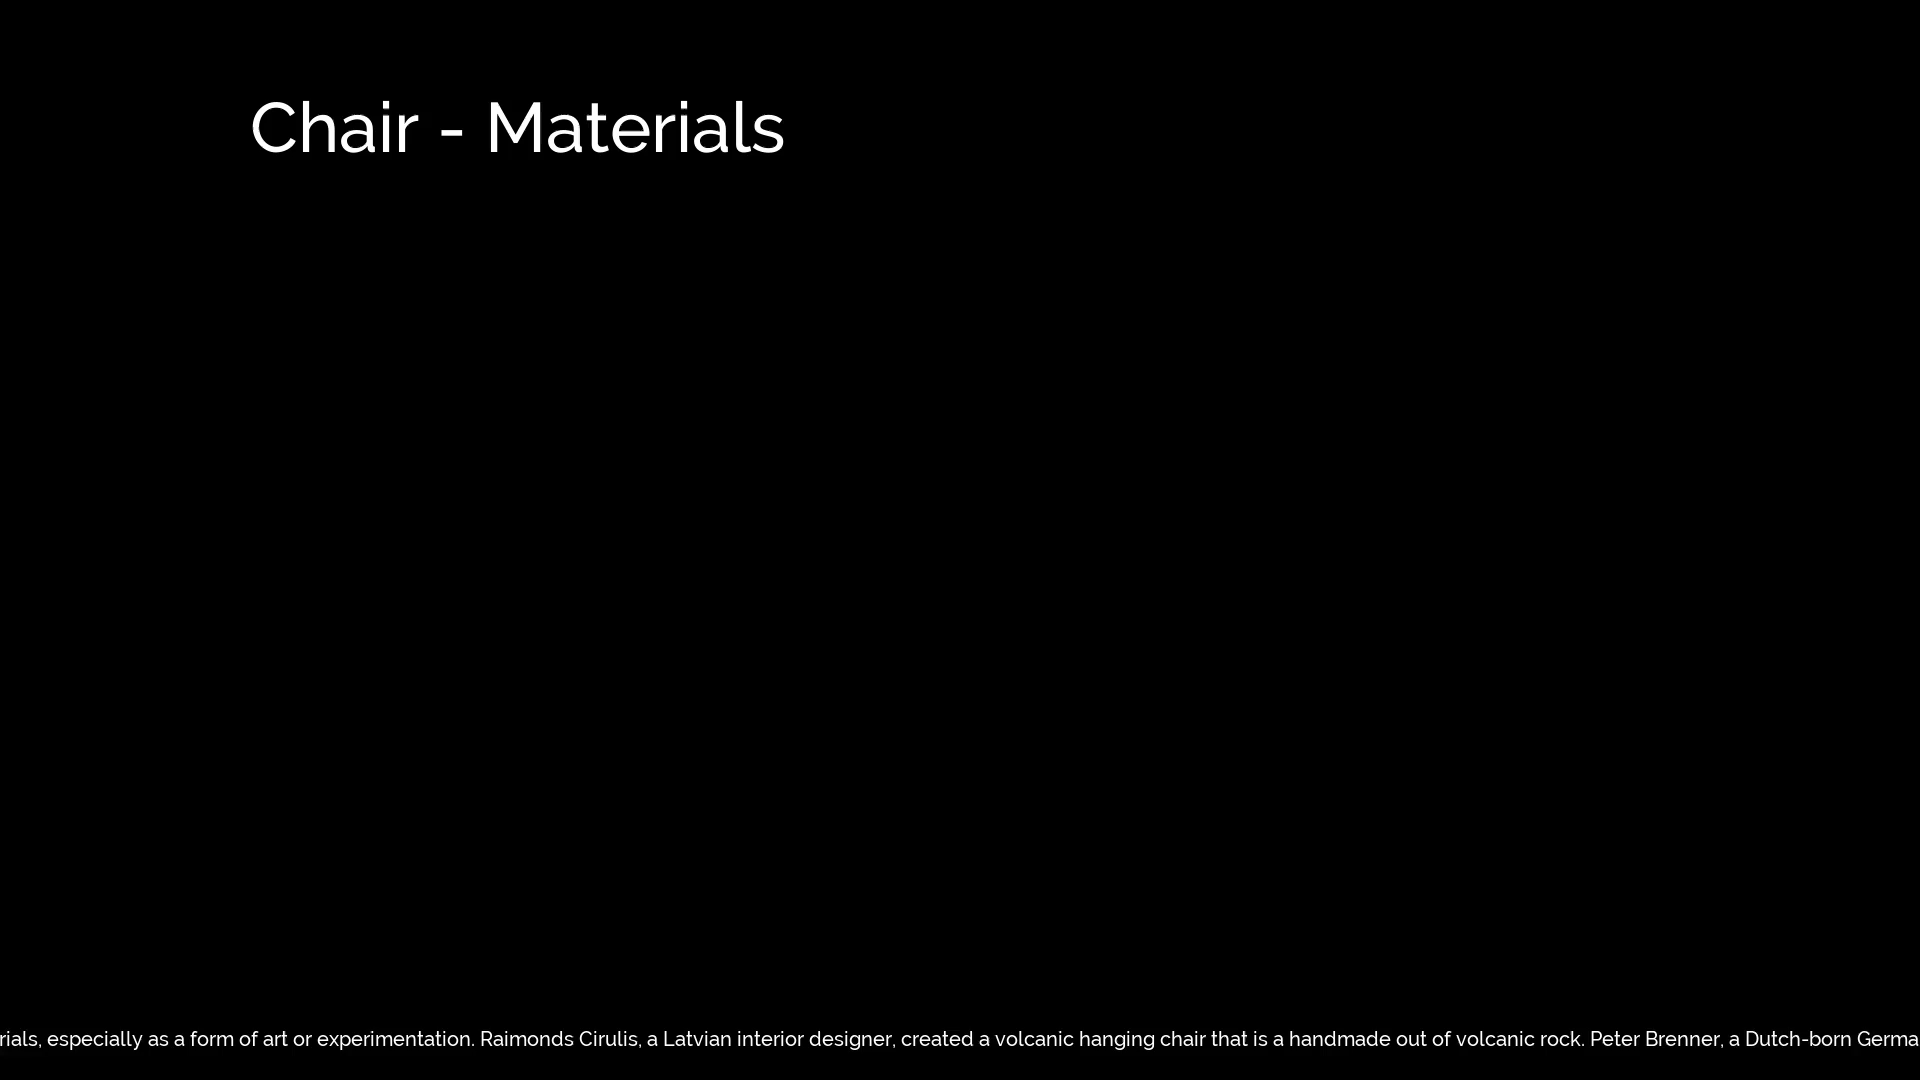 Chair - Materials
rials, especially as a form of art or experimentation. Raimonds Cirulis, a Latvian interior designer, created a volcanic hanging chair that is a handmade out of volcanic rock. Peter Brenner, a Dutch-born Germa